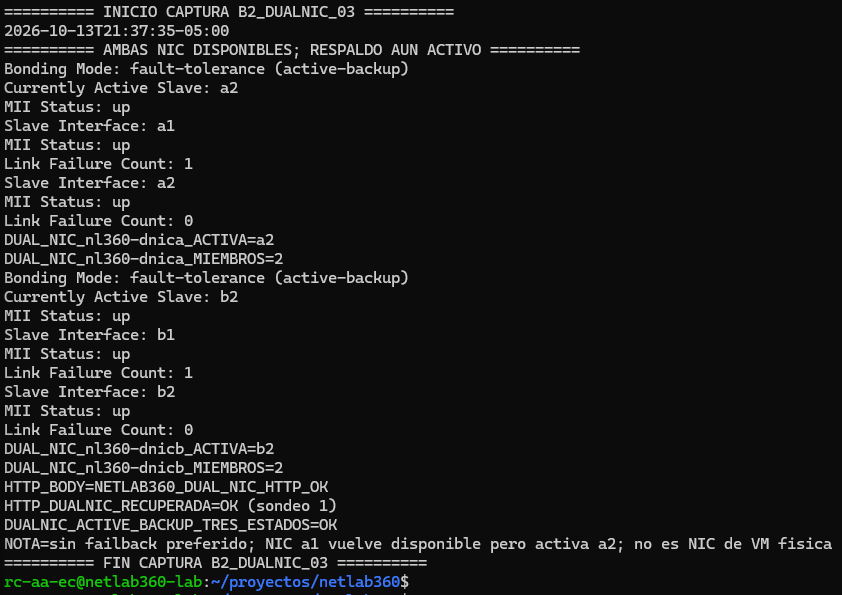 ========== INICIO CAPTURA B2_DUALNIC_03 ==========
2026-10-13T21:37:35-05:00
========== AMBAS NIC DISPONIBLES; RESPALDO AUN ACTIVO ==========
Bonding Mode: fault-tolerance (active-backup)
Currently Active Slave: a2
MII Status: up
Slave Interface: a1
MII Status: up
Link Failure Count: 1
Slave Interface: a2
MII Status: up
Link Failure Count: 0
DUAL_NIC_nl360-dnica_ACTIVA=a2
DUAL_NIC_nl360-dnica_MIEMBROS=2
Bonding Mode: fault-tolerance (active-backup)
Currently Active Slave: b2
MII Status: up
Slave Interface: b1
MII Status: up
Link Failure Count: 1
Slave Interface: b2
MII Status: up
Link Failure Count: 0
DUAL_NIC_nl360-dnicb_ACTIVA=b2
DUAL_NIC_nl360-dnicb_MIEMBROS=2
HTTP_BODY=NETLAB360_DUAL_NIC_HTTP_OK
HTTP_DUALNIC_RECUPERADA=OK (sondeo 1)
DUALNIC_ACTIVE_BACKUP_TRES_ESTADOS=OK
NOTA=sin failback preferido; NIC a1 vuelve disponible pero activa a2; no es NIC de VM fisica
========== FIN CAPTURA B2_DUALNIC_03 ==========
rc-aa-ec@netlab360-lab:~/proyectos/netlab360$